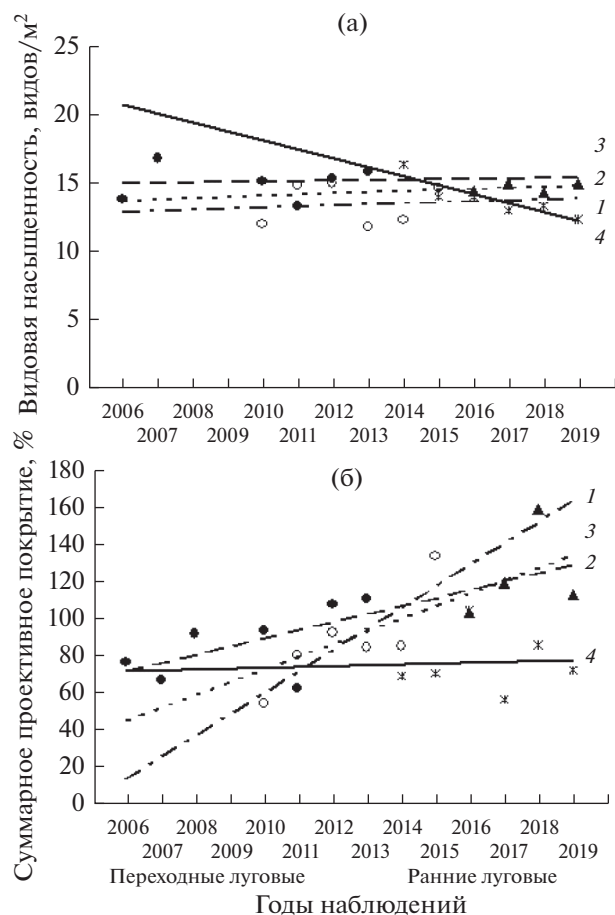 (а)
Видовая насыщенность, видов/м²
25
20
15
10
5
0
3
2
1
4
2006 2008 2010 2012 2014 2016 2018
2007 2009 2011 2013 2015 2017 2019
(б)
Суммарное проективное покрытие, %
180
160
140
120
100
80
60
40
20
0
1
3
2
4
2006 2008 2010 2012 2014 2016 2018
2007 2009 2011 2013 2015 2017 2019
Переходные луговые Ранние луговые
Годы наблюдений